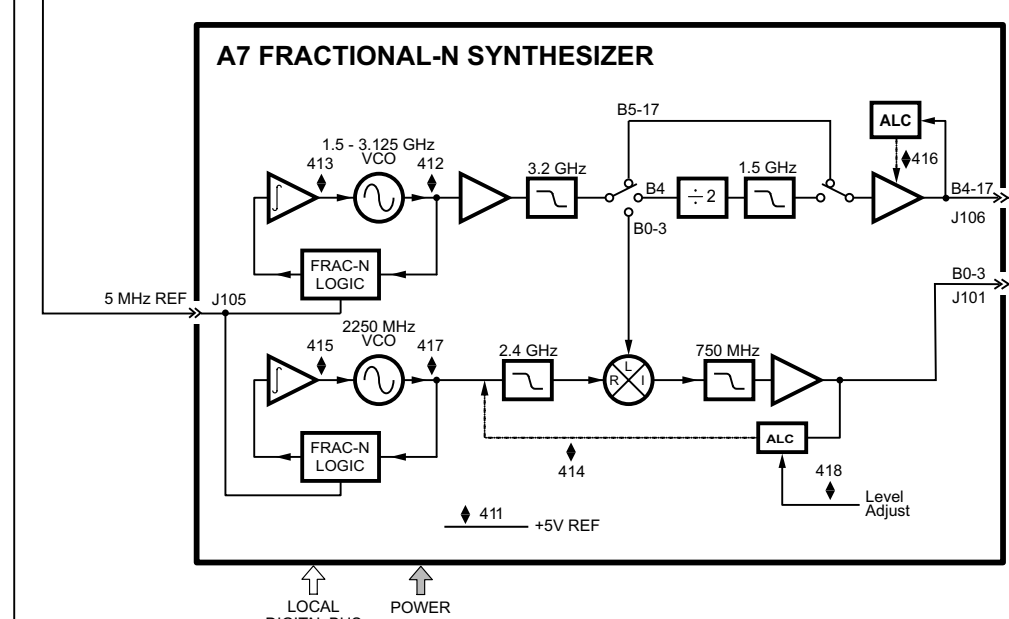 A7 FRACTIONAL-N SYNTHESIZER
B5-17
ALC
1.5 - 3.125 GHz
VCO
413
412
416
3.2 GHz
1.5 GHz
B4
÷ 2
B4-17
J106
B0-3
FRAC-N
LOGIC
B0-3
J101
5 MHz REF
J105
2250 MHz
VCO
415
417
2.4 GHz
750 MHz
L
R
I
ALC
FRAC-N
LOGIC
414
418
Level
Adjust
411
+5V REF
LOCAL
POWER